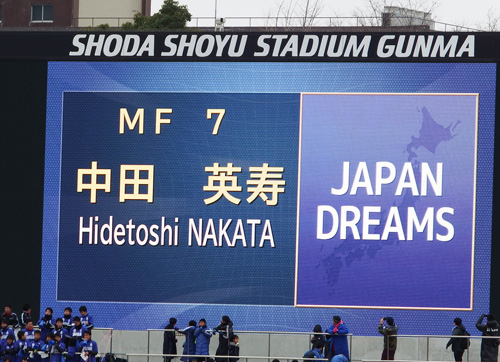 SHODA SHOYU STADIUM GUNMA
MF 7
中田 英寿
Hidetoshi NAKATA
JAPAN
DREAMS